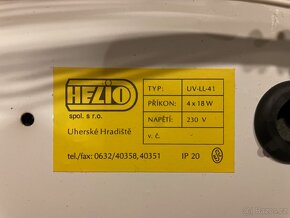 HEZIO
spol. s r.o.
Uherské Hradiště
TYP: UV-LL-41
PŘÍKON: 4 x 18 W
NAPĚTÍ: 230 V
v. č.
tel./fax: 0632/40358, 40351 IP 20